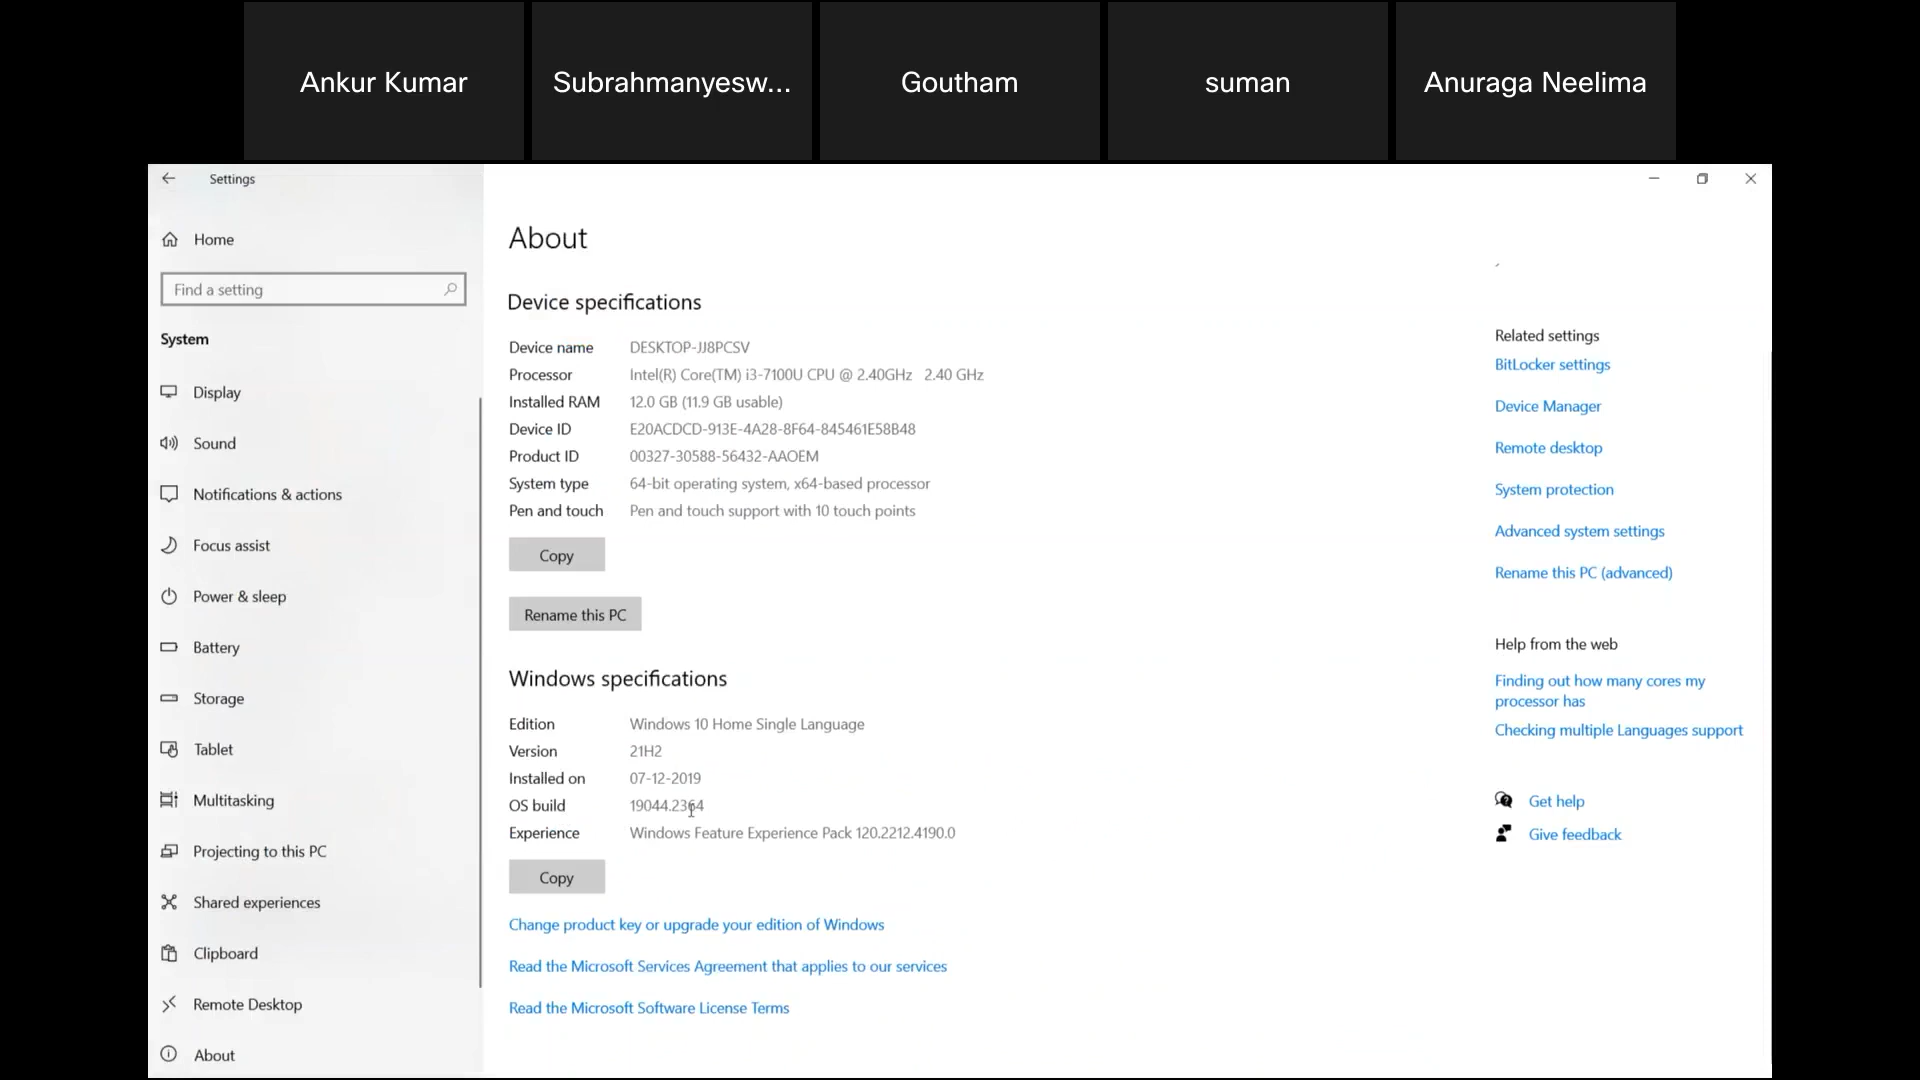 Ankur Kumar
Subrahmanyesw...
Goutham
suman
Anuraga Neelima
Settings
Home
Find a setting
System
Display
Sound
Notifications & actions
Focus assist
Power & sleep
Battery
Storage
Tablet
Multitasking
Projecting to this PC
Shared experiences
Clipboard
Remote Desktop
About
About
Device specifications
Device name DESKTOP-JJ8PCSV
Processor Intel(R) Core(TM) i3-7100U CPU @ 2.40GHz 2.40 GHz
Installed RAM 12.0 GB (11.9 GB usable)
Device ID E20ACDCD-913E-4A28-8F64-845461E58B48
Product ID 00327-30588-56432-AAOEM
System type 64-bit operating system, x64-based processor
Pen and touch Pen and touch support with 10 touch points
Copy
Rename this PC
Windows specifications
Edition Windows 10 Home Single Language
Version 21H2
Installed on 07-12-2019
OS build 19044.2364
Experience Windows Feature Experience Pack 120.2212.4190.0
Copy
Change product key or upgrade your edition of Windows
Read the Microsoft Services Agreement that applies to our services
Read the Microsoft Software License Terms
Related settings
BitLocker settings
Device Manager
Remote desktop
System protection
Advanced system settings
Rename this PC (advanced)
Help from the web
Finding out how many cores my
processor has
Checking multiple Languages support
Get help
Give feedback